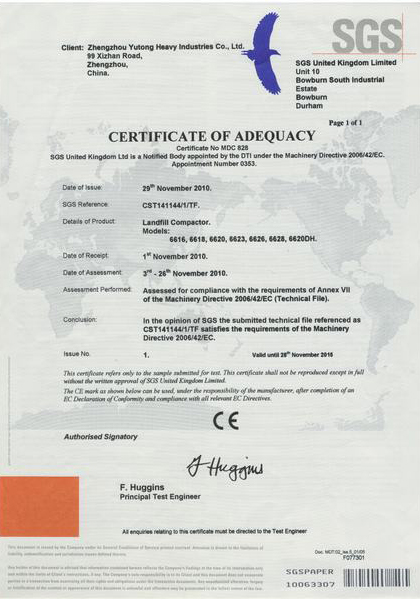 SGS
Client: Zhengzhou Yutong Heavy Industries Co., Ltd.
99 Xizhan Road,
Zhengzhou,
China.
SGS United Kingdom Limited
Unit 10
Bowburn South Industrial
Estate
Bowburn
Durham
Page 1 of 1
CERTIFICATE OF ADEQUACY
Certificate No MDC 828
SGS United Kingdom Ltd is a Notified Body appointed by the DTI under the Machinery Directive 2006/42/EC.
Appointment Number 0353.
Date of Issue: 29th November 2010.
SGS Reference: CST141144/1/TF.
Details of Product: Landfill Compactor.
Models:
6616, 6618, 6620, 6623, 6626, 6628, 6620DH.
Date of Receipt: 1st November 2010.
Date of Assessment: 3rd - 26th November 2010.
Assessment Performed: Assessed for compliance with the requirements of Annex VII
of the Machinery Directive 2006/42/EC (Technical File).
Conclusion: In the opinion of SGS the submitted technical file referenced as
CST141144/1/TF satisfies the requirements of the Machinery
Directive 2006/42/EC.
Issue No. 1. Valid until 28th November 2015
This certificate refers only to the sample submitted for test. This certificate shall not be reproduced except in full
without the written approval of SGS United Kingdom Limited.
The CE mark as shown below can be used, under the responsibility of the manufacturer, after completion of
an EC Declaration of Conformity and compliance with all relevant EC Directives.
CE
Authorised Signatory
F Huggins
F. Huggins
Principal Test Engineer
All enquiries relating to this certificate must be directed to the Test Engineer
F077301
SGSPAPER
10063307